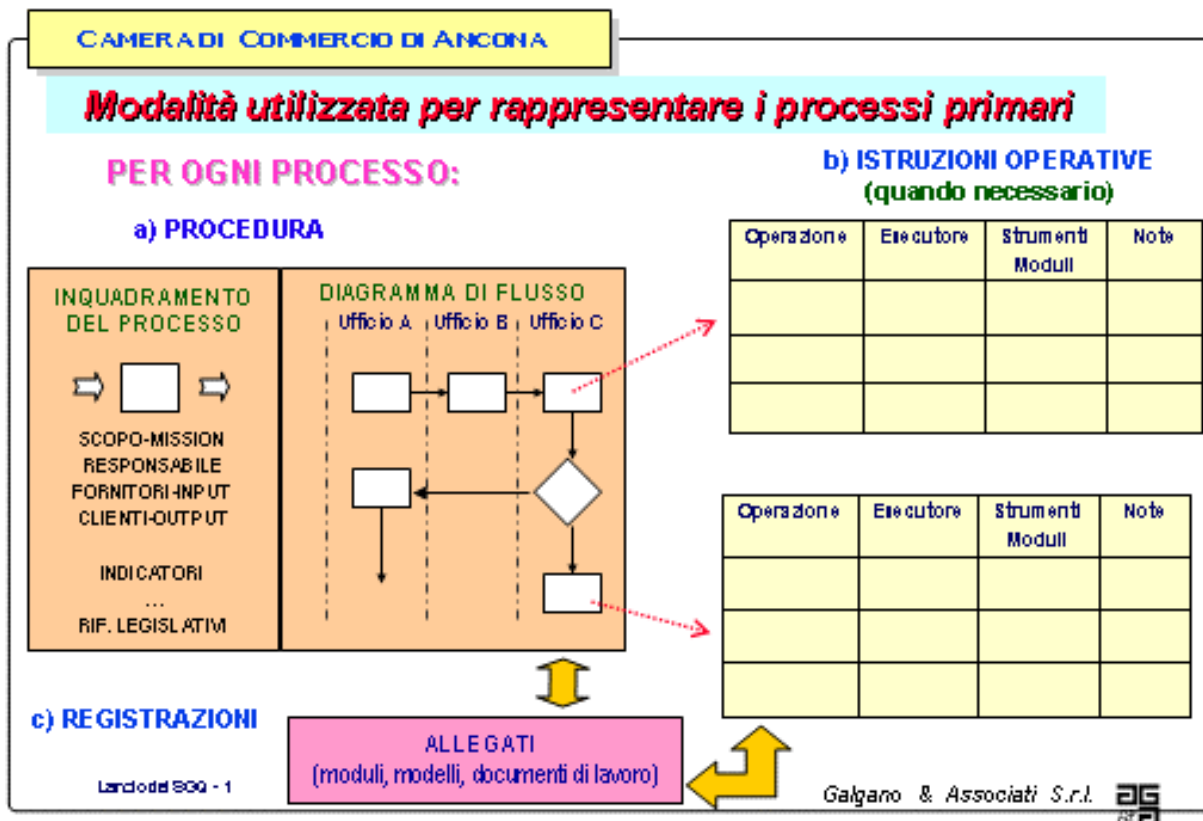 CAMERA DI COMMERCIO DI ANCONA
Modalità utilizzata per rappresentare i processi primari
PER OGNI PROCESSO:
a) PROCEDURA
INQUADRAMENTO
DEL PROCESSO
SCOPO-MISSION
RESPONSABILE
FORNITORI-INPUT
CLIENTI-OUTPUT
INDICATORI
...
RIF. LEGISLATIVI
DIAGRAMMA DI FLUSSO
Ufficio A Ufficio B Ufficio C
b) ISTRUZIONI OPERATIVE
(quando necessario)
Operazione Esecutore Strumenti Note
Moduli
Operazione Esecutore Strumenti Note
Moduli
c) REGISTRAZIONI
ALLEGATI
(moduli, modelli, documenti di lavoro)
Lancio del SGQ - 1
Galgano & Associati S.r.l.